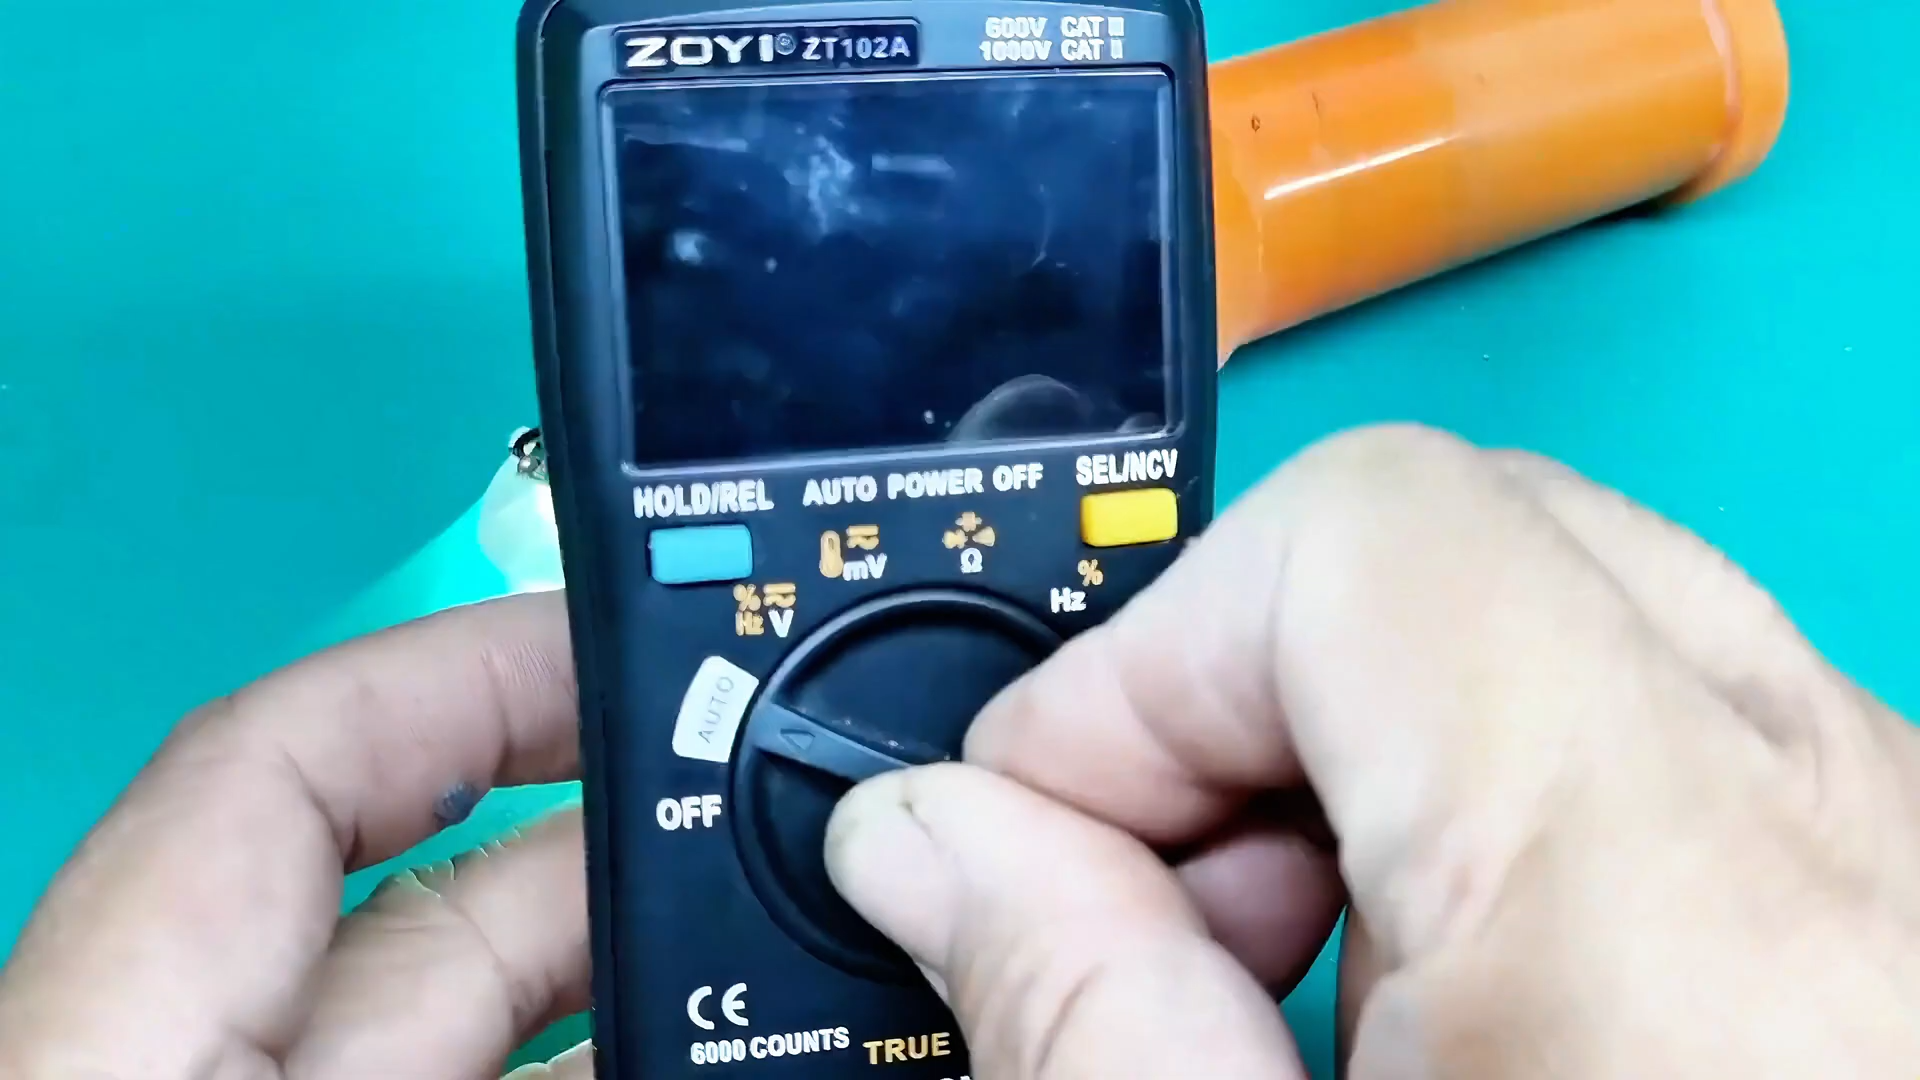 ZOYI® ZT102A
600V CAT III
1000V CAT II
HOLD/REL
AUTO POWER OFF
SEL/NCV
mV
Ω
%
Hz
%
Hz V
AUTO
OFF
CE
6000 COUNTS
TRUE